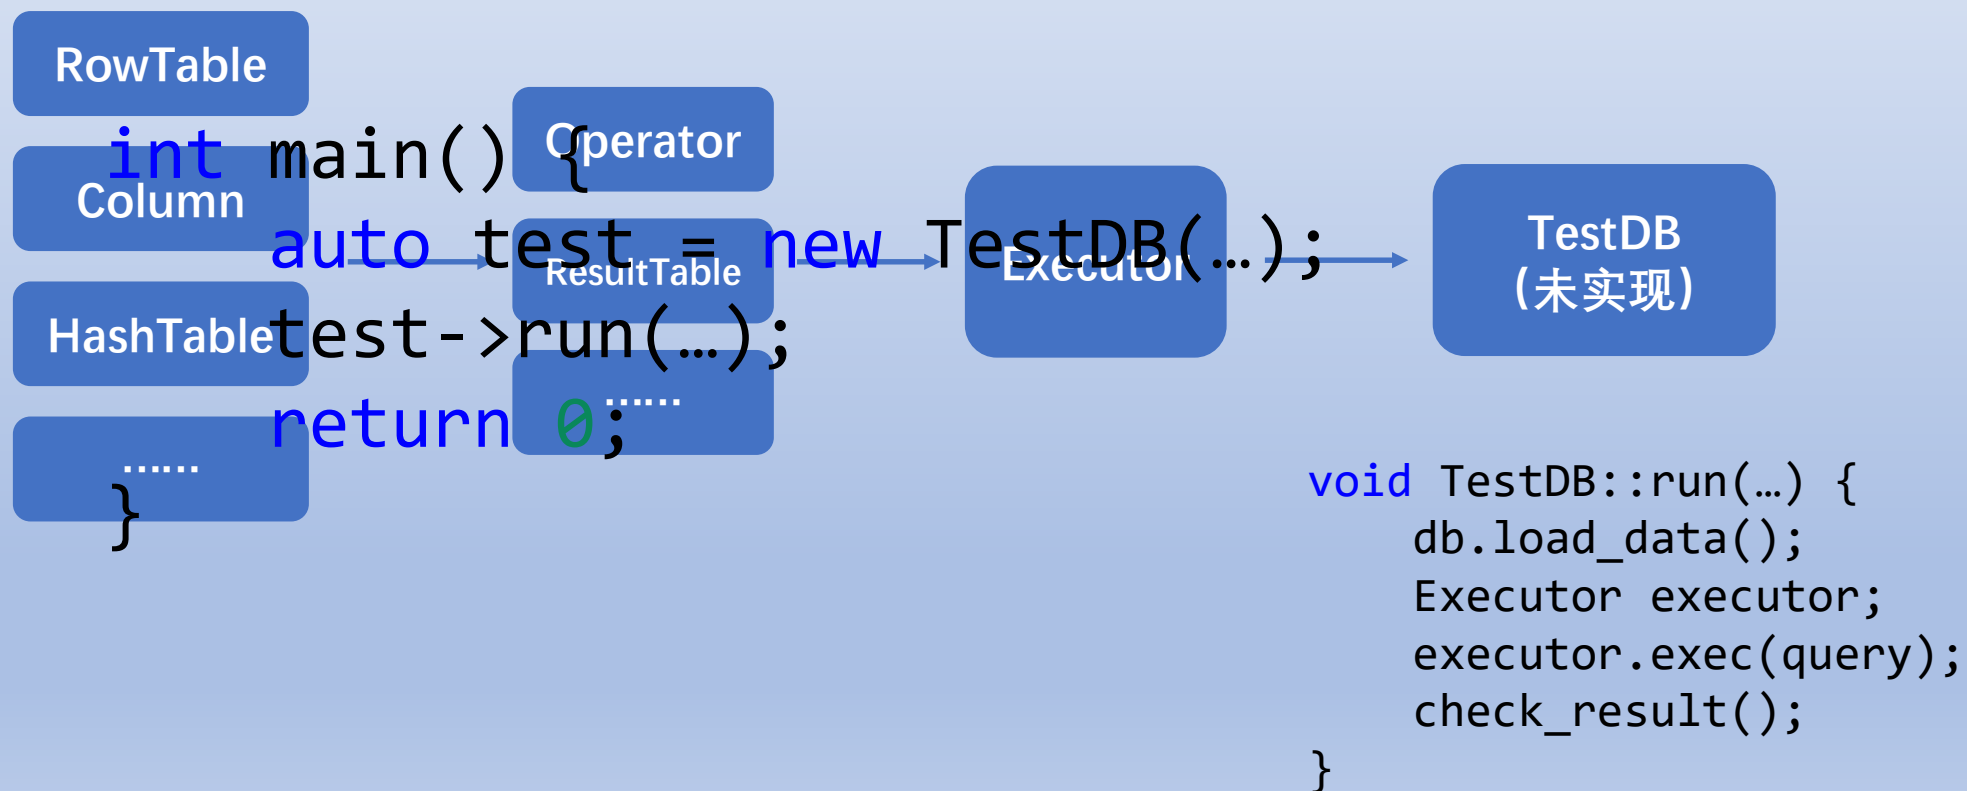 RowTable
Column
HashTable
……
Operator
ResultTable
……
Executor
TestDB
(未实现)
int main() {
auto test = new TestDB(…);
test->run(…);
return 0;
}
void TestDB::run(…) {
db.load_data();
Executor executor;
executor.exec(query);
check_result();
}